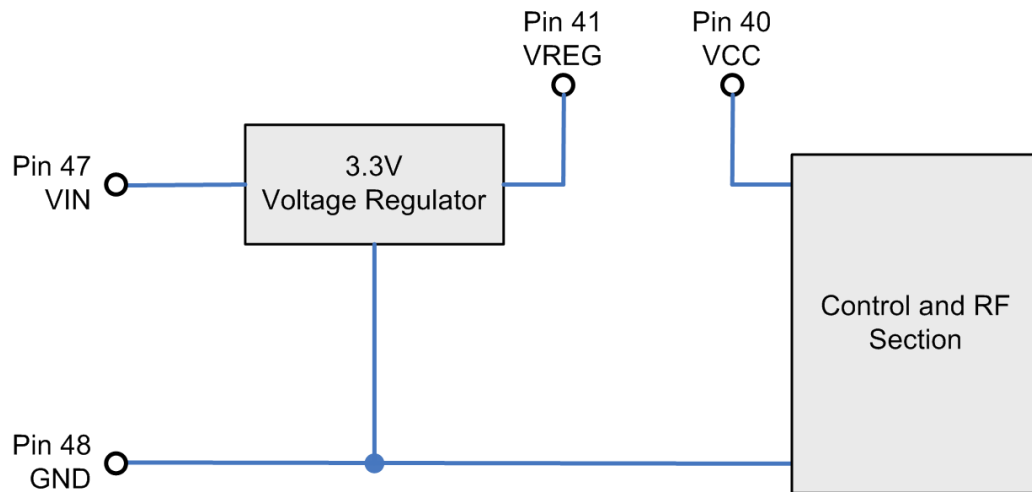 Pin 41
VREG
Pin 40
VCC
Pin 47
VIN
3.3V
Voltage Regulator
Control and RF
Section
Pin 48
GND